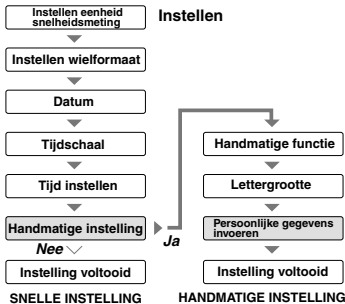 Instellen eenheid
snelheidsmeting
Instellen
Instellen wielformaat
Datum
Tijdschaal
Tijd instellen
Handmatige instelling
Nee
Ja
Instelling voltooid
SNELLE INSTELLING
Handmatige functie
Lettergrootte
Persoonlijke gegevens
invoeren
Instelling voltooid
HANDMATIGE INSTELLING